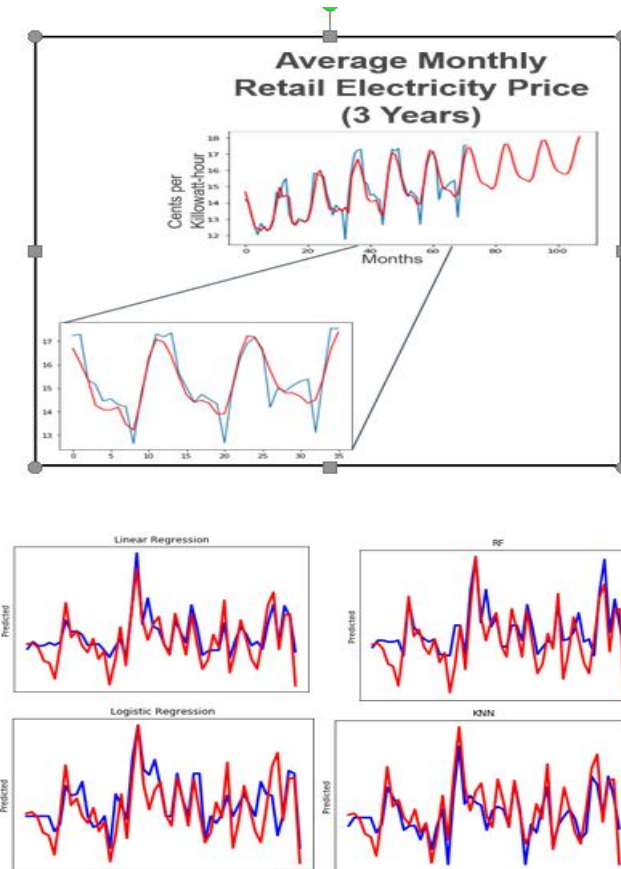 Average Monthly
Retail Electricity Price
(3 Years)
Cents per
Killowatt-hour
18
17
16
15
14
13
12
0 20 40 60 80 100
Months
17
16
15
14
13
0 5 10 15 20 25 30 35
Linear Regression
Predicted
RF
Predicted
Logistic Regression
Predicted
KNN
Predicted